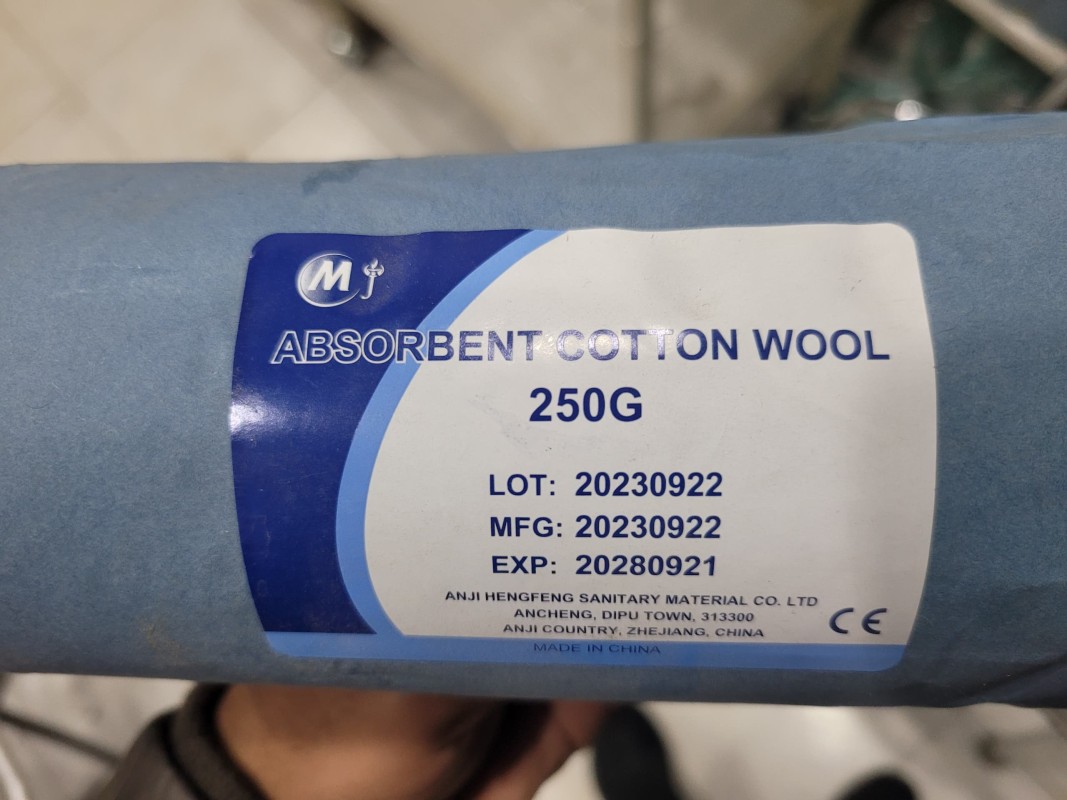 M
ABSORBENT COTTON WOOL
250G
LOT: 20230922
MFG: 20230922
EXP: 20280921
ANJI HENGFENG SANITARY MATERIAL CO. LTD
ANCHENG, DIPU TOWN, 313300
ANJI COUNTRY, ZHEJIANG, CHINA
CE
MADE IN CHINA